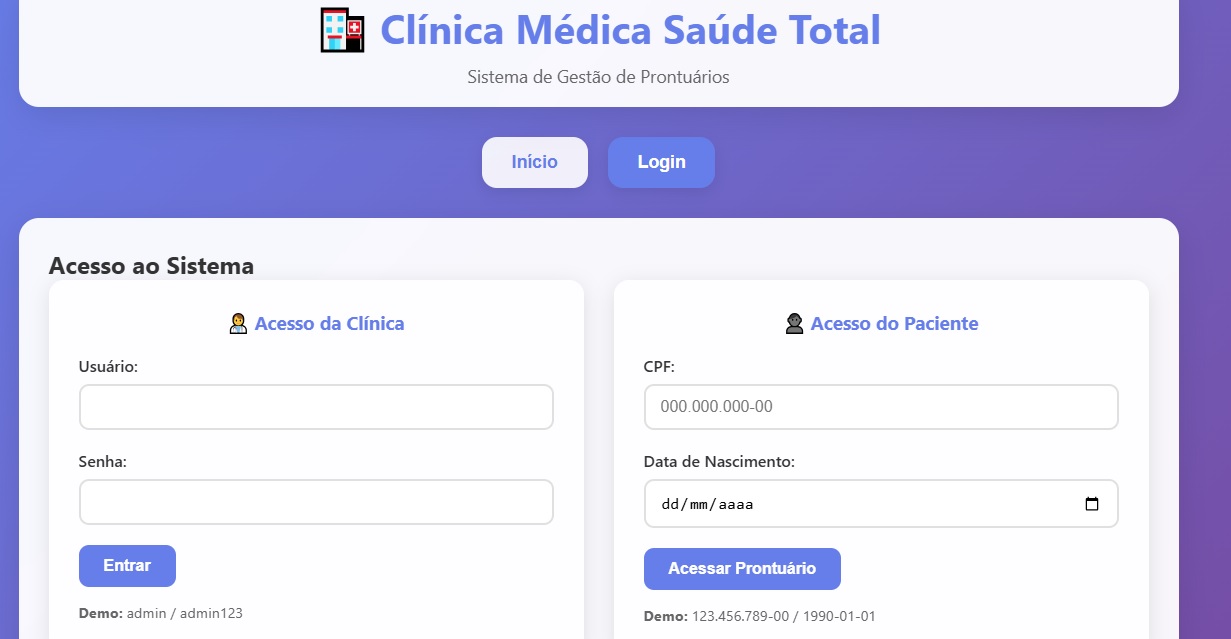 Clínica Médica Saúde Total
Sistema de Gestão de Prontuários
Início
Login
Acesso ao Sistema
Acesso da Clínica
Usuário:
Senha:
Entrar
Demo: admin / admin123
Acesso do Paciente
CPF:
000.000.000-00
Data de Nascimento:
dd/mm/aaaa
Acessar Prontuário
Demo: 123.456.789-00 / 1990-01-01